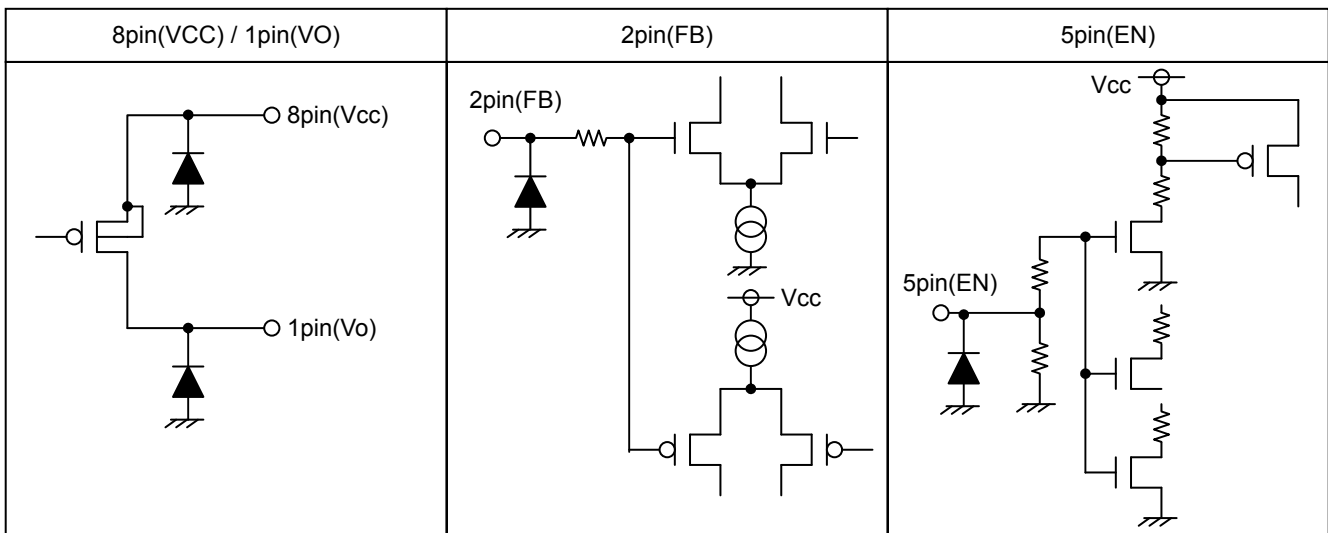 8pin(VCC) / 1pin(VO)
8pin(Vcc)
1pin(Vo)
2pin(FB)
2pin(FB)
Vcc
5pin(EN)
Vcc
5pin(EN)